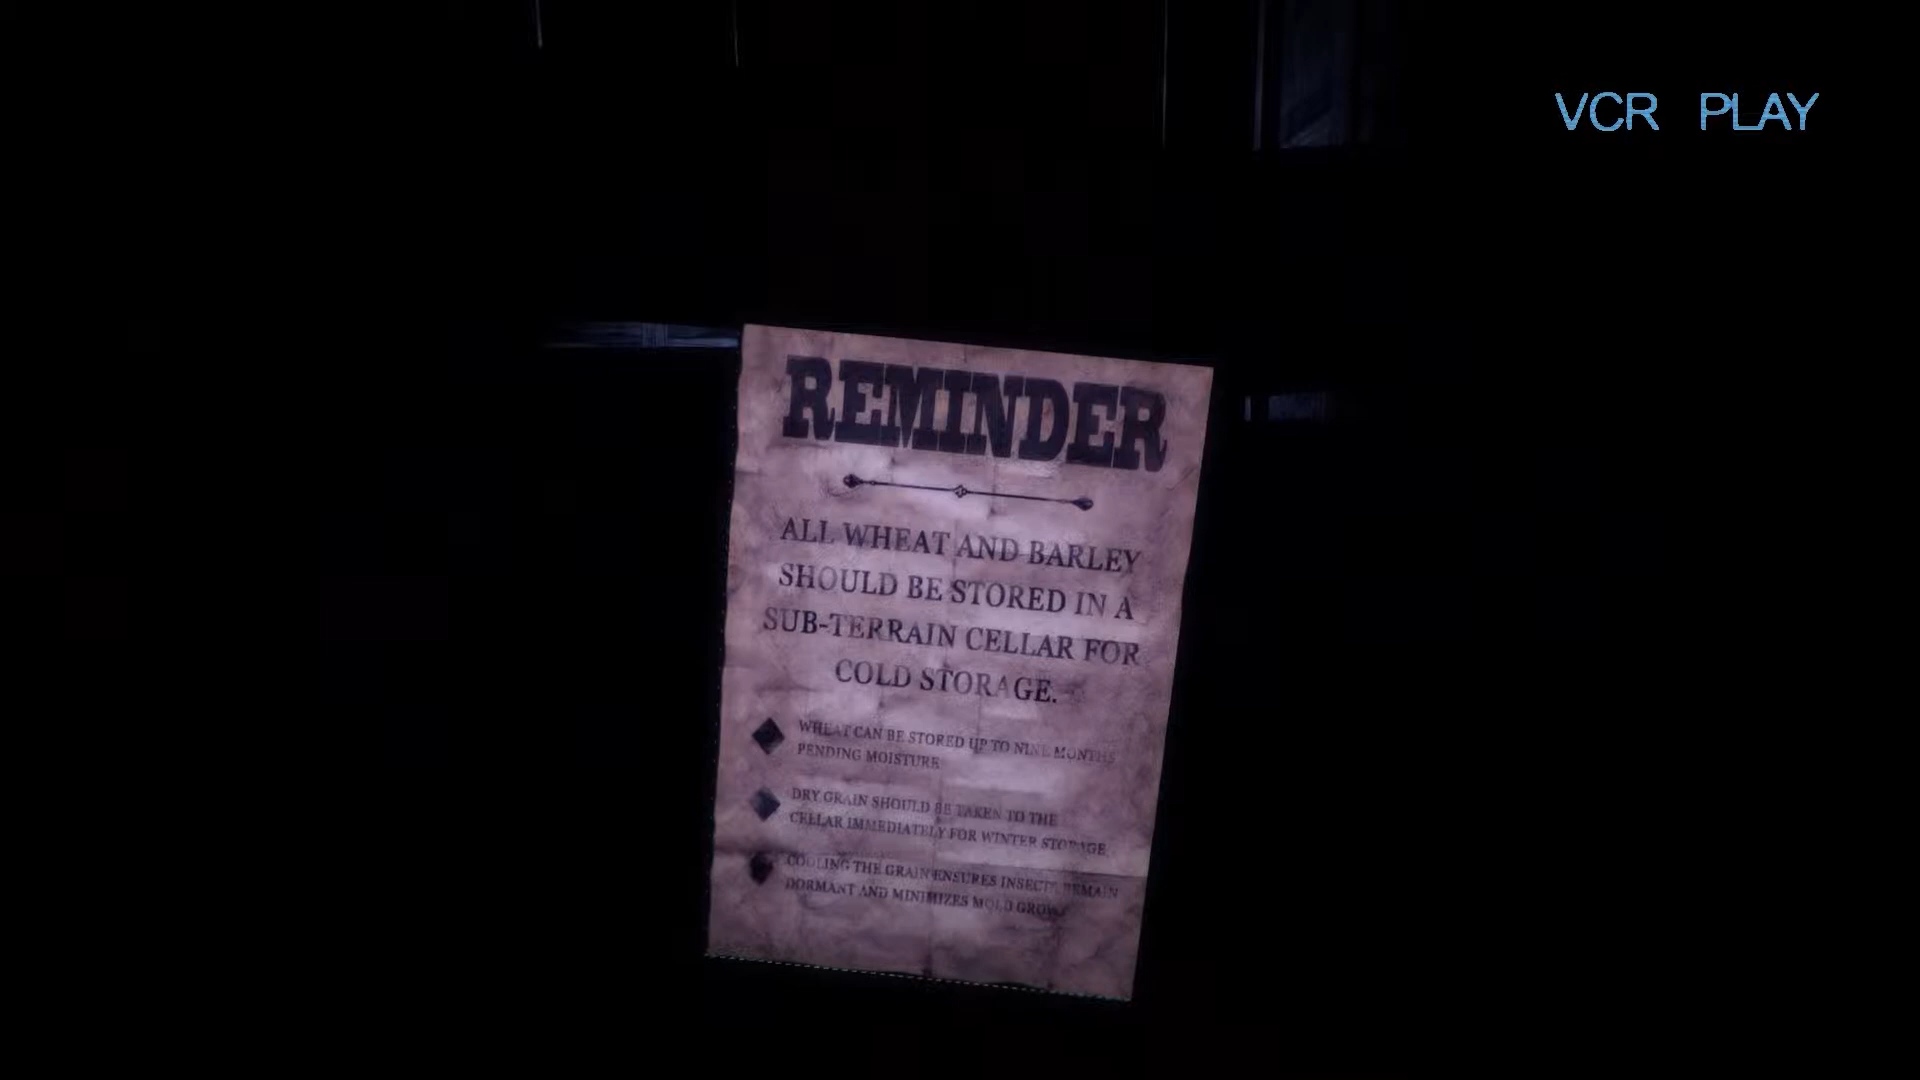 VCR PLAY
REMINDER
ALL WHEAT AND BARLEY
SHOULD BE STORED IN A
SUB-TERRAIN CELLAR FOR
COLD STORAGE.
WHEAT CAN BE STORED UP TO NINE MONTHS
PENDING MOISTURE
DRY GRAIN SHOULD BE TAKEN TO THE
CELLAR IMMEDIATELY FOR WINTER STORAGE.
COOLING THE GRAIN ENSURES INSECTS REMAIN
DORMANT AND MINIMIZES MOLD